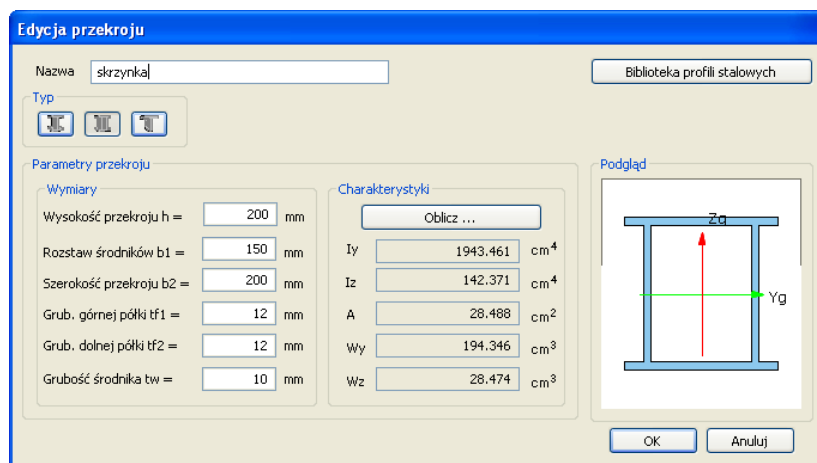 Edycja przekroju
Nazwa skrzynka Biblioteka profili stalowych
Typ
Parametry przekroju Podgląd
Wymiary Charakterystyki
Wysokość przekroju h = 200 mm Oblicz ...
Rozstaw środników b1 = 150 mm Iy 1943.461 cm4
Szerokość przekroju b2 = 200 mm Iz 142.371 cm4
Grub. górnej półki tf1 = 12 mm A 28.488 cm2
Grub. dolnej półki tf2 = 12 mm Wy 194.346 cm3
Grubość środnika tw = 10 mm Wz 28.474 cm3
Zg
Yg
OK Anuluj